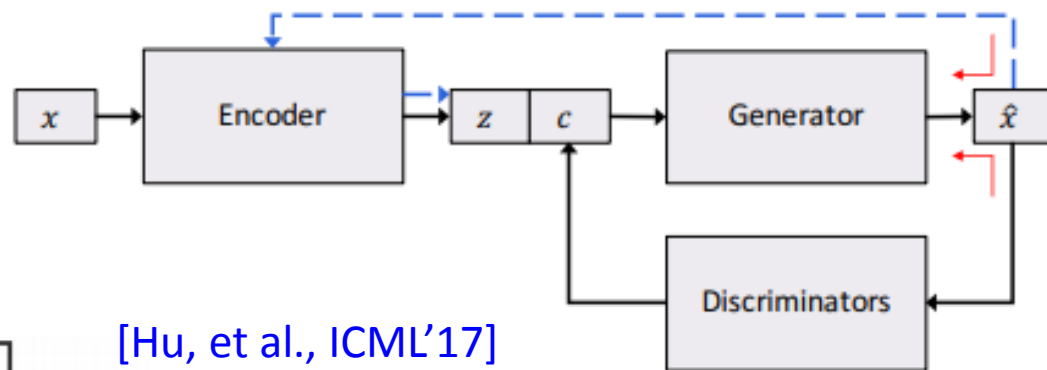 x
Encoder
z
c
Generator
x̂
Discriminators
[Hu, et al., ICML'17]